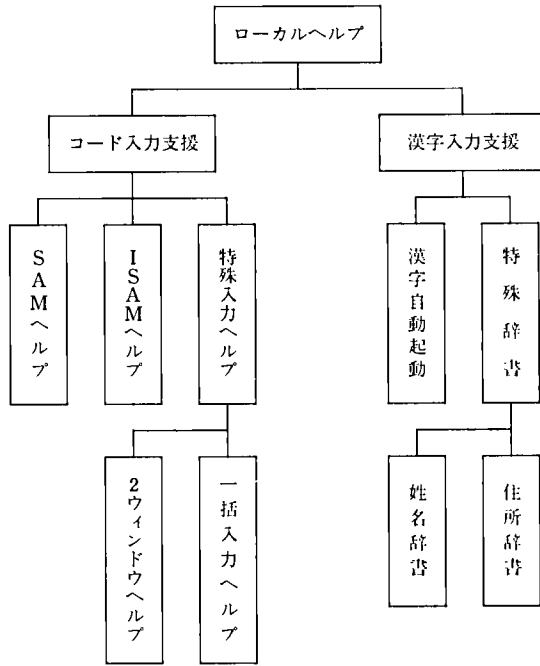 ローカルヘルプ
コード入力支援
漢字入力支援
SAMヘルプ
ISAMヘルプ
特殊入力ヘルプ
漢字自動起動
特殊辞書
2ウィンドウヘルプ
一括入力ヘルプ
姓名辞書
住所辞書